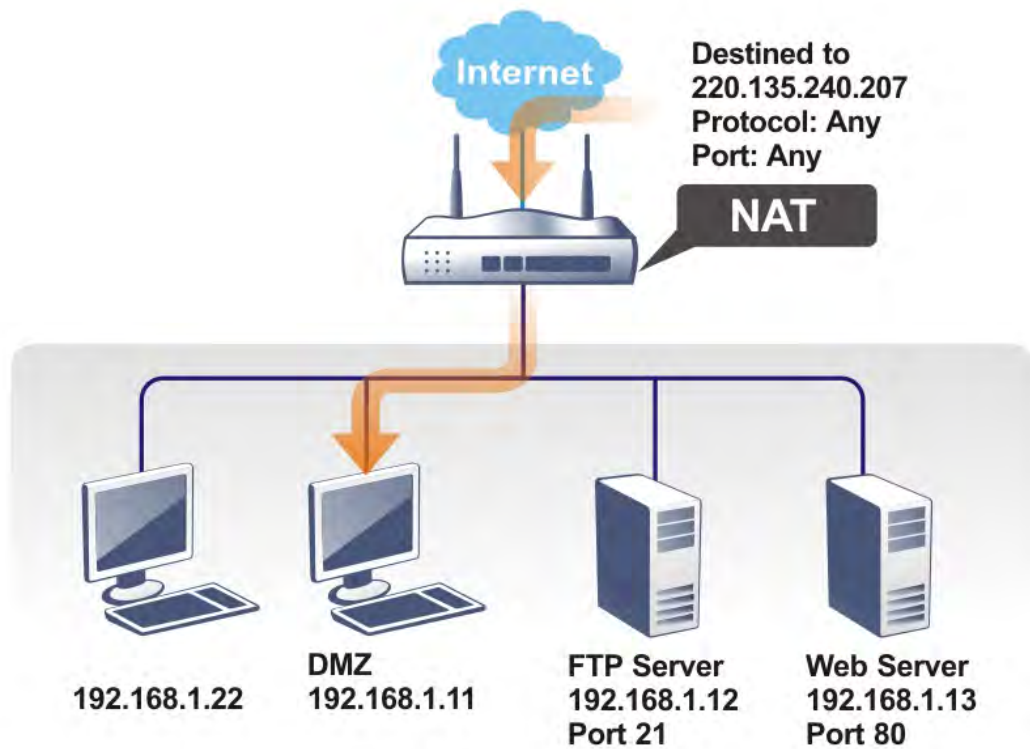 Internet
Destined to
220.135.240.207
Protocol: Any
Port: Any
NAT
192.168.1.22
DMZ
192.168.1.11
FTP Server
192.168.1.12
Port 21
Web Server
192.168.1.13
Port 80